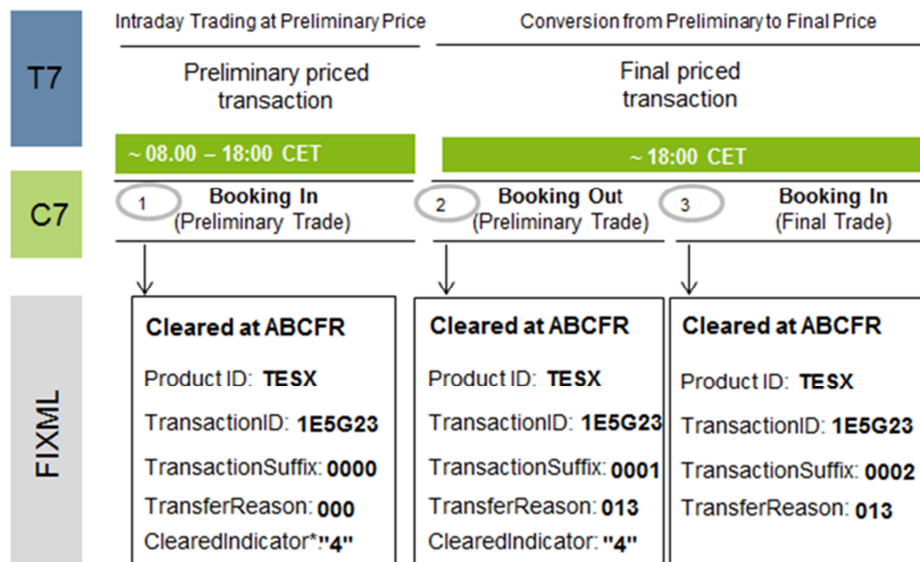 Intraday Trading at Preliminary Price
Conversion from Preliminary to Final Price
T7
Preliminary priced
transaction
Final priced
transaction
~ 08.00 – 18:00 CET
~ 18:00 CET
C7
1
Booking In
(Preliminary Trade)
2
Booking Out
(Preliminary Trade)
3
Booking In
(Final Trade)
FIXML
Cleared at ABCFR
Product ID: TESX
TransactionID: 1E5G23
TransactionSuffix: 0000
TransferReason: 000
ClearedIndicator*:"4"
Cleared at ABCFR
Product ID: TESX
TransactionID: 1E5G23
TransactionSuffix: 0001
TransferReason: 013
ClearedIndicator: "4"
Cleared at ABCFR
Product ID: TESX
TransactionID: 1E5G23
TransactionSuffix: 0002
TransferReason: 013